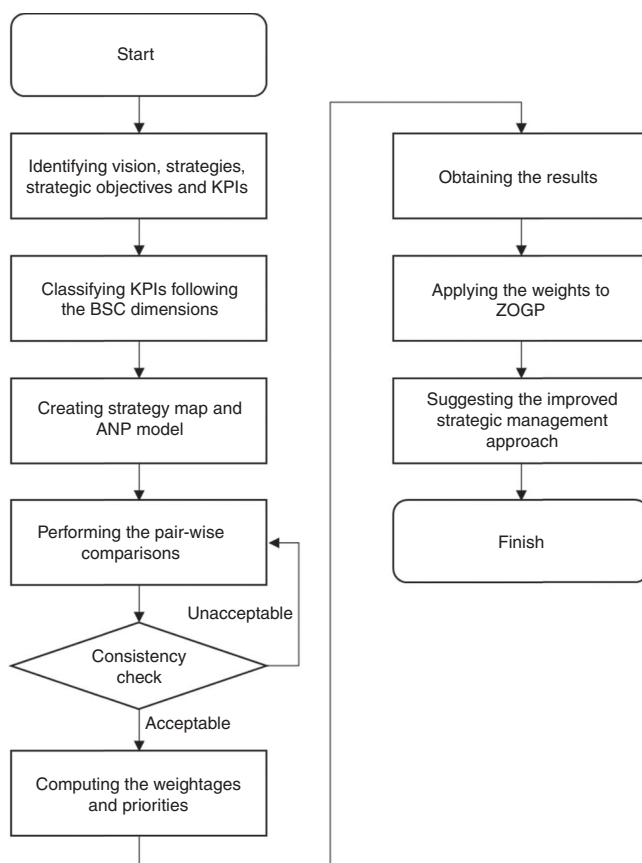 Start
Identifying vision, strategies,
strategic objectives and KPIs
Classifying KPIs following
the BSC dimensions
Creating strategy map and
ANP model
Performing the pair-wise
comparisons
Unacceptable
Consistency
check
Acceptable
Computing the weightages
and priorities
Obtaining the results
Applying the weights to
ZOGP
Suggesting the improved
strategic management
approach
Finish